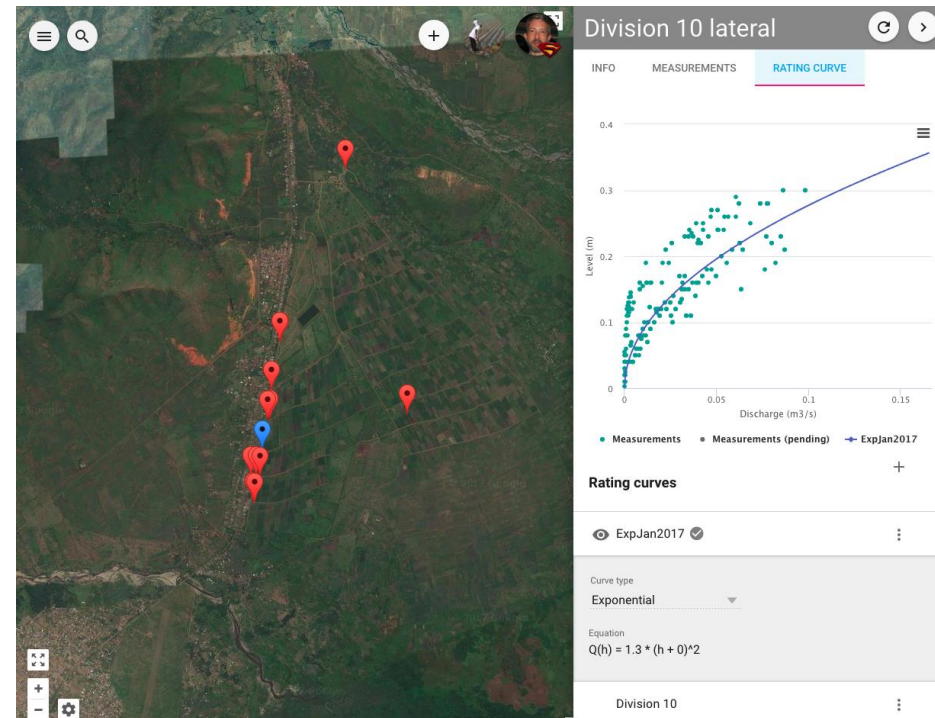 Division 10 lateral
INFO MEASUREMENTS RATING CURVE
0.4
0.3
0.2
0.1
0
Level (m)
0 0.05 0.1 0.15
Discharge (m3/s)
Measurements Measurements (pending) ExpJan2017
+
Rating curves
ExpJan2017
Curve type
Exponential
Equation
Q(h) = 1.3 * (h + 0)^2
Division 10
+
+
−